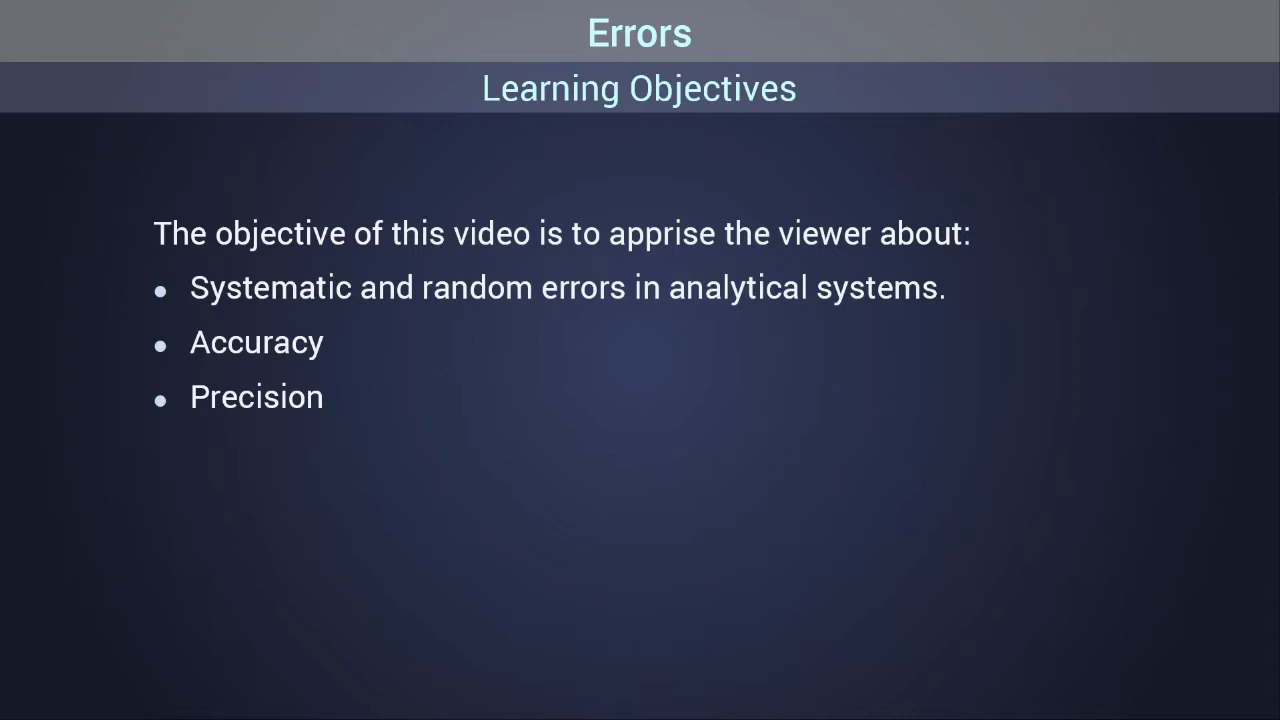 Errors
Learning Objectives
The objective of this video is to apprise the viewer about:
● Systematic and random errors in analytical systems.
● Accuracy
● Precision